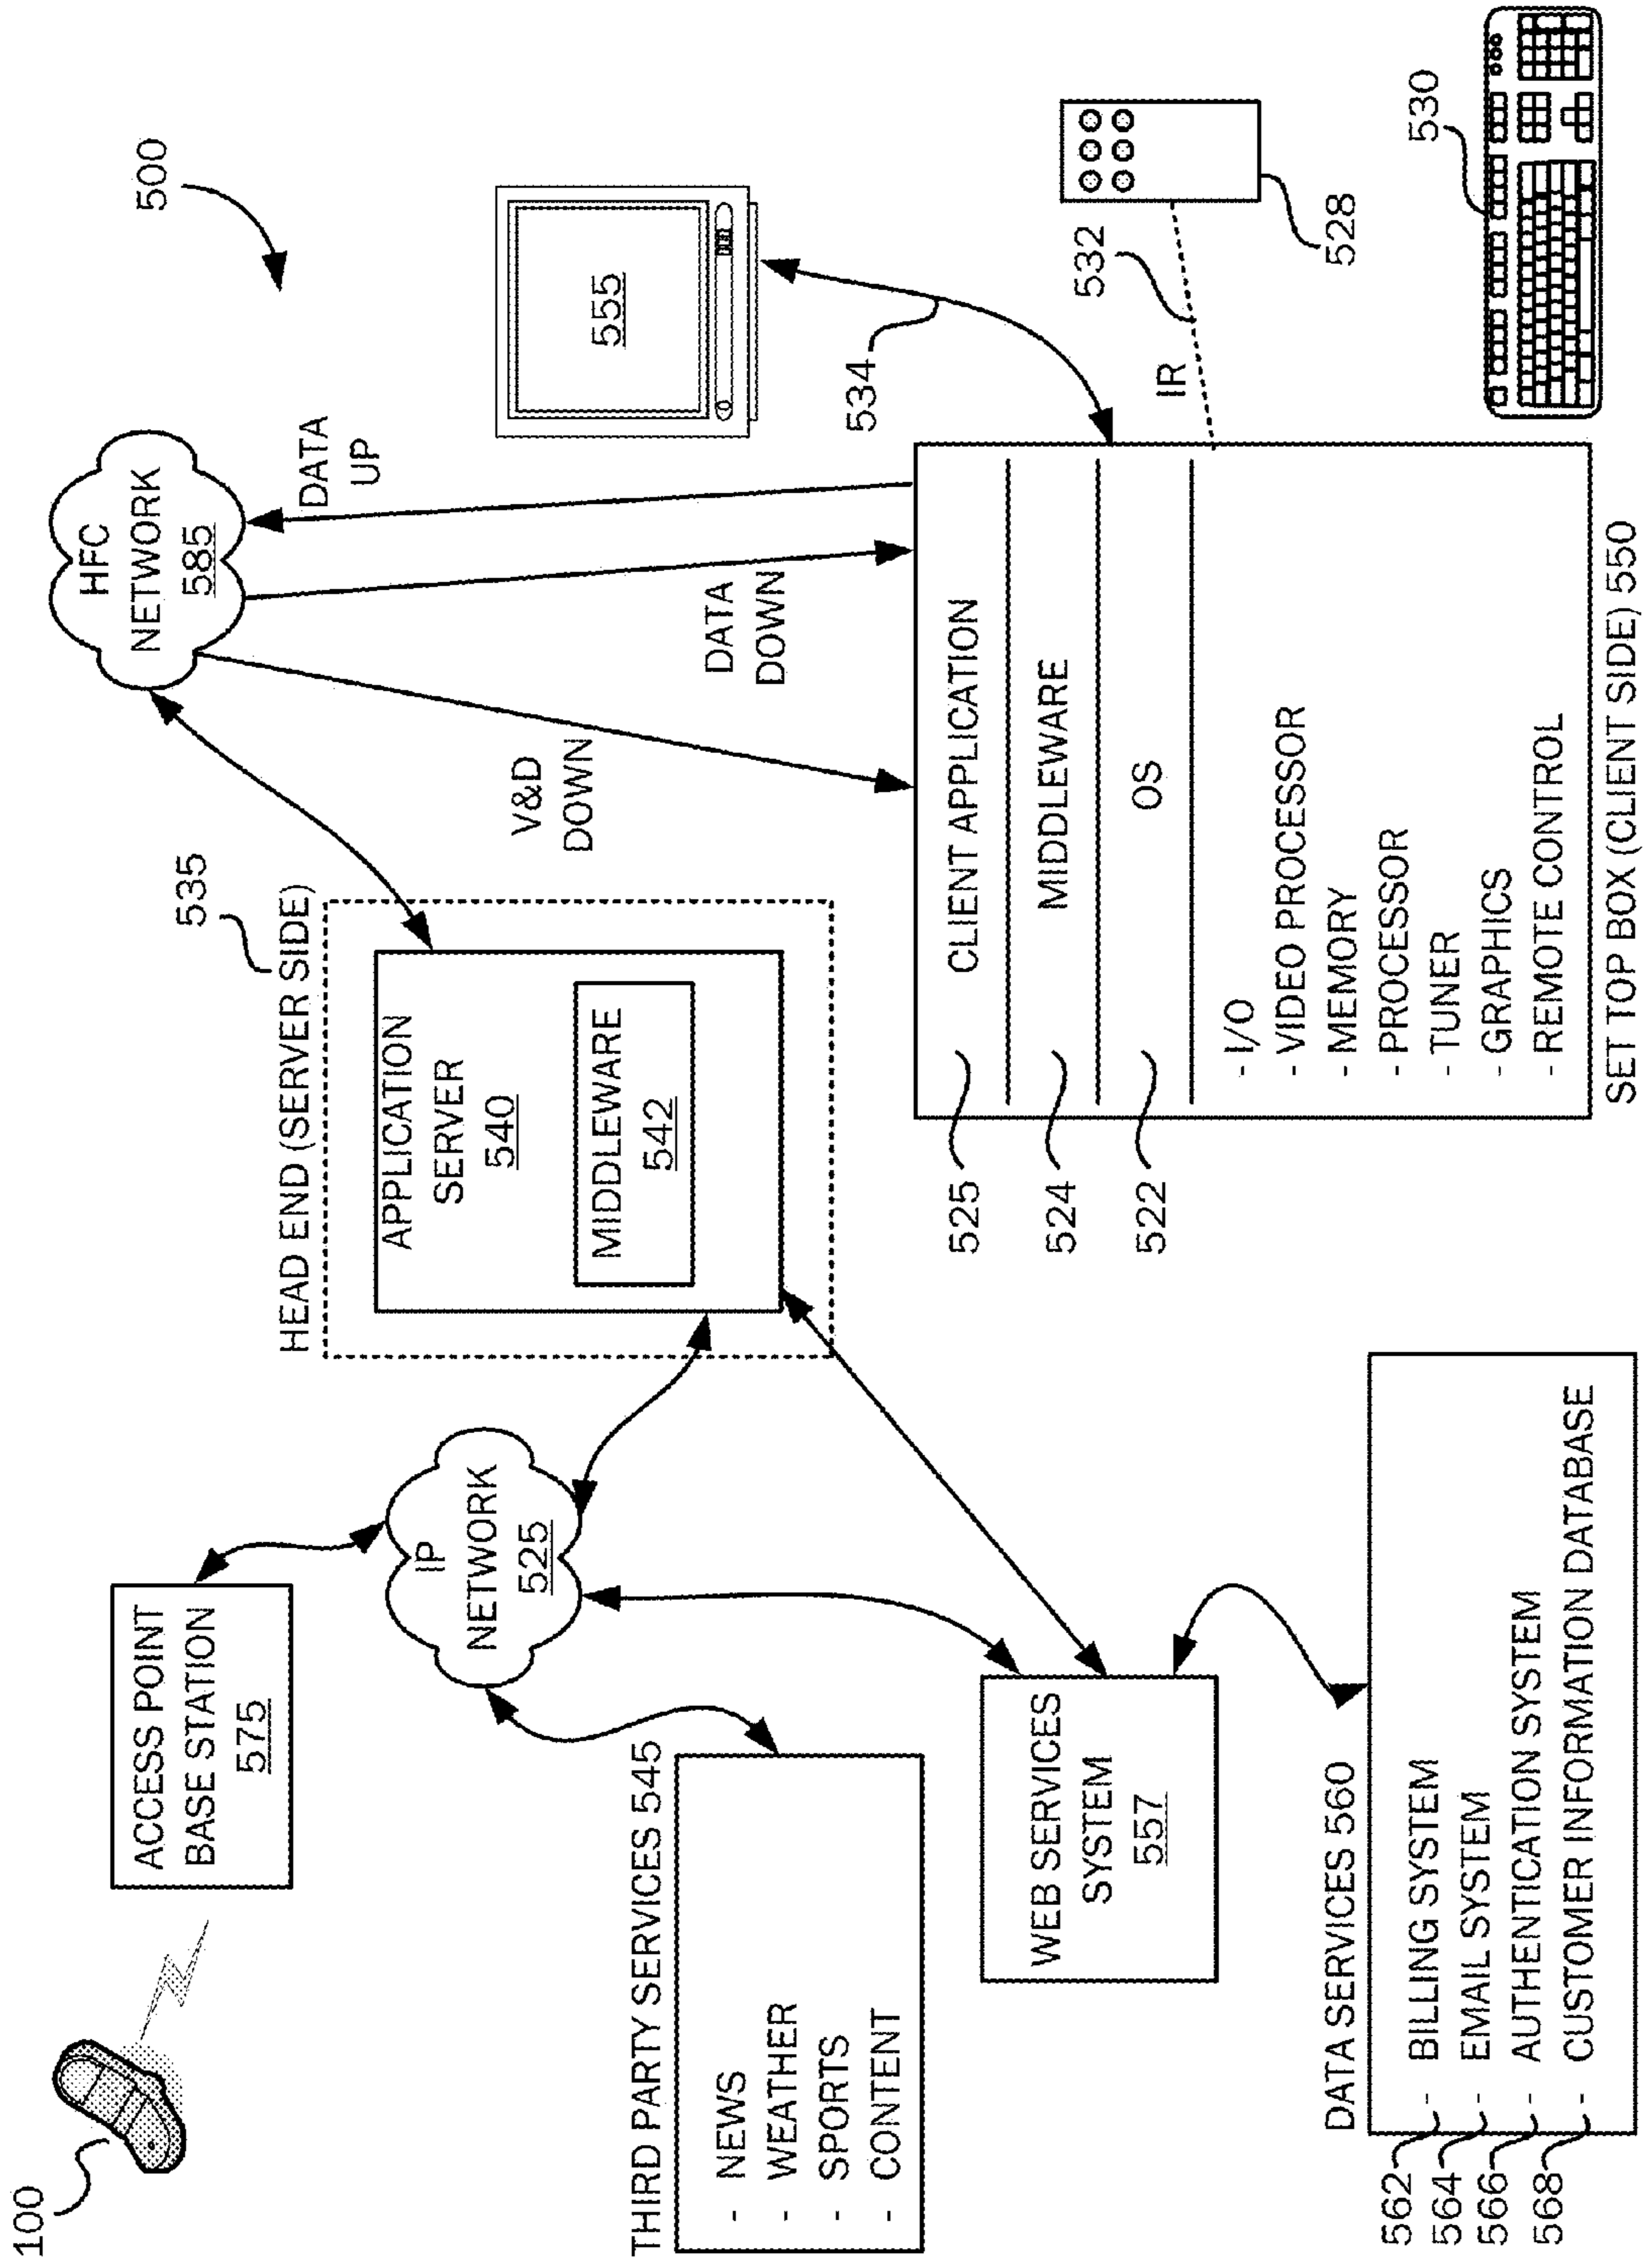 100
ACCESS POINT
BASE STATION
575
HEAD END (SERVER SIDE)
535
HFC
NETWORK
585
500
IP
NETWORK
525
APPLICATION
SERVER
540
MIDDLEWARE
542
V&D
DOWN
DATA
DOWN
DATA
UP
555
534
532
IR
528
530
THIRD PARTY SERVICES 545
- NEWS
- WEATHER
- SPORTS
- CONTENT
WEB SERVICES
SYSTEM
557
525
CLIENT APPLICATION
524
MIDDLEWARE
522
OS
- I/O
- VIDEO PROCESSOR
- MEMORY
- PROCESSOR
- TUNER
- GRAPHICS
- REMOTE CONTROL
SET TOP BOX (CLIENT SIDE) 550
DATA SERVICES 560
562 - BILLING SYSTEM
564 - EMAIL SYSTEM
566 - AUTHENTICATION SYSTEM
568 - CUSTOMER INFORMATION DATABASE